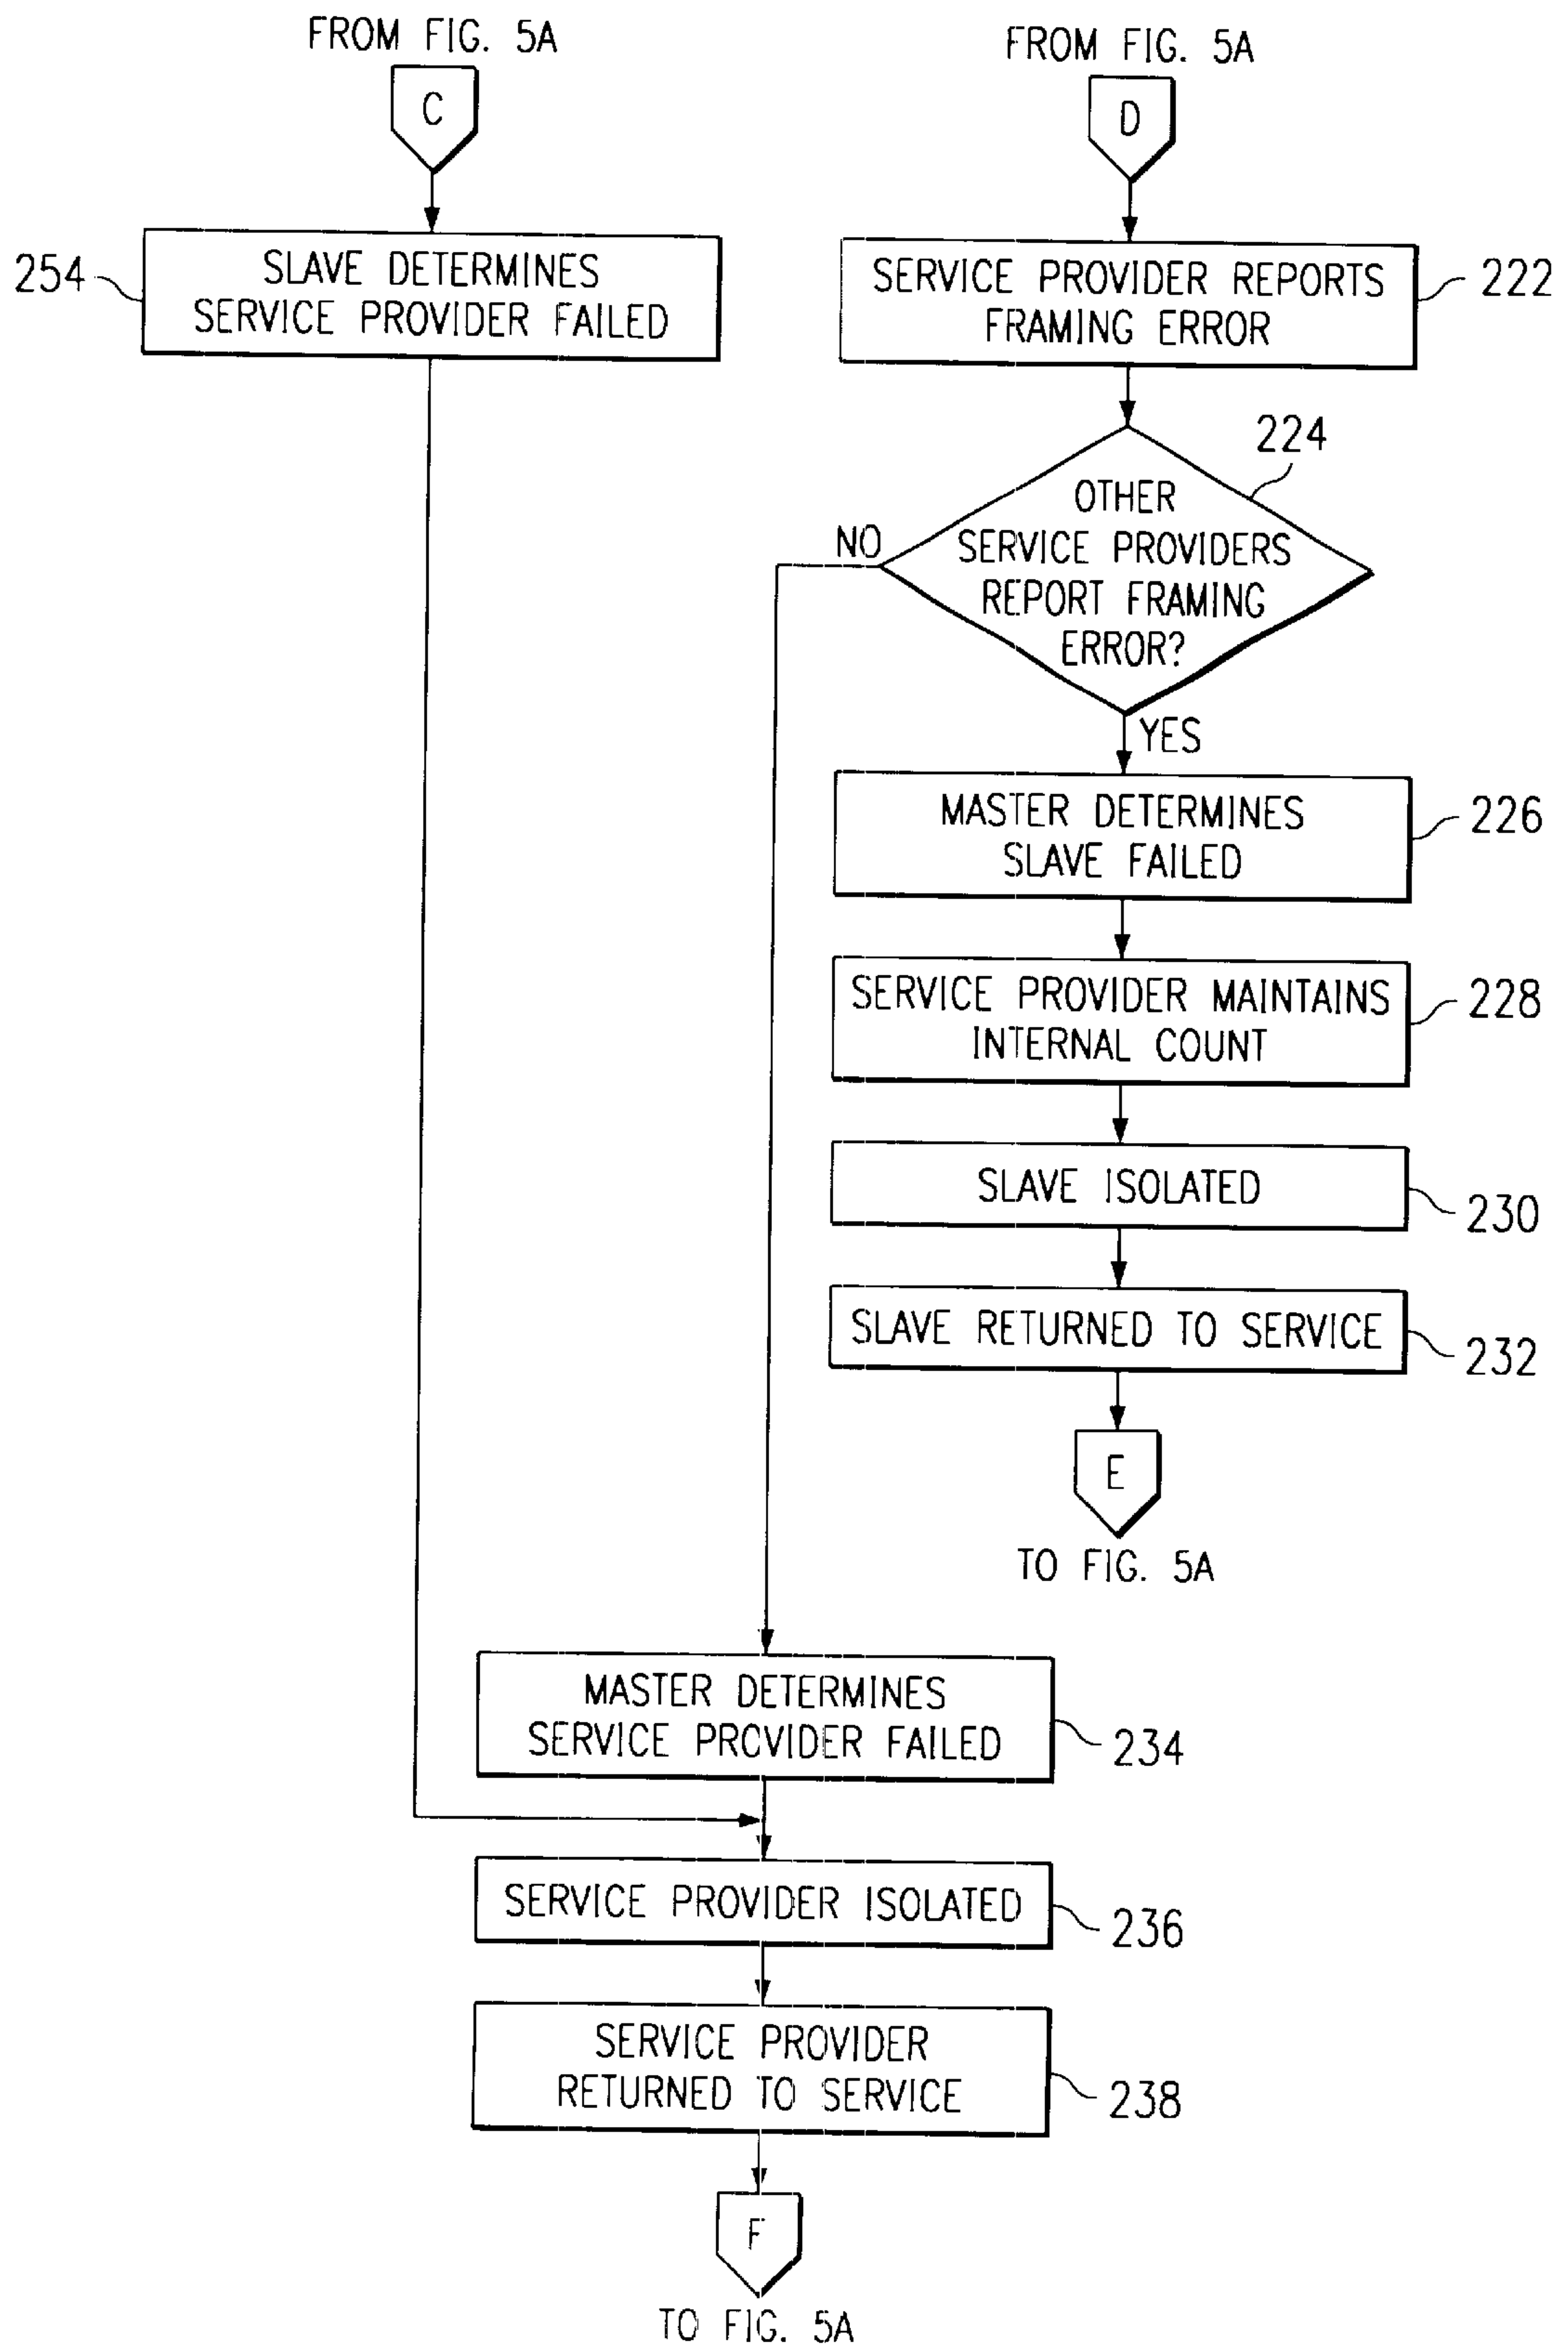 FROM FIG. 5A
C
254
SLAVE DETERMINES
SERVICE PROVIDER FAILED
FROM FIG. 5A
D
SERVICE PROVIDER REPORTS
FRAMING ERROR
222
224
OTHER
SERVICE PROVIDERS
REPORT FRAMING
ERROR?
NO
YES
MASTER DETERMINES
SLAVE FAILED
226
SERVICE PROVIDER MAINTAINS
INTERNAL COUNT
228
SLAVE ISOLATED
230
SLAVE RETURNED TO SERVICE
232
E
TO FIG. 5A
MASTER DETERMINES
SERVICE PROVIDER FAILED
234
SERVICE PROVIDER ISOLATED
236
SERVICE PROVIDER
RETURNED TO SERVICE
238
F
TO FIG. 5A